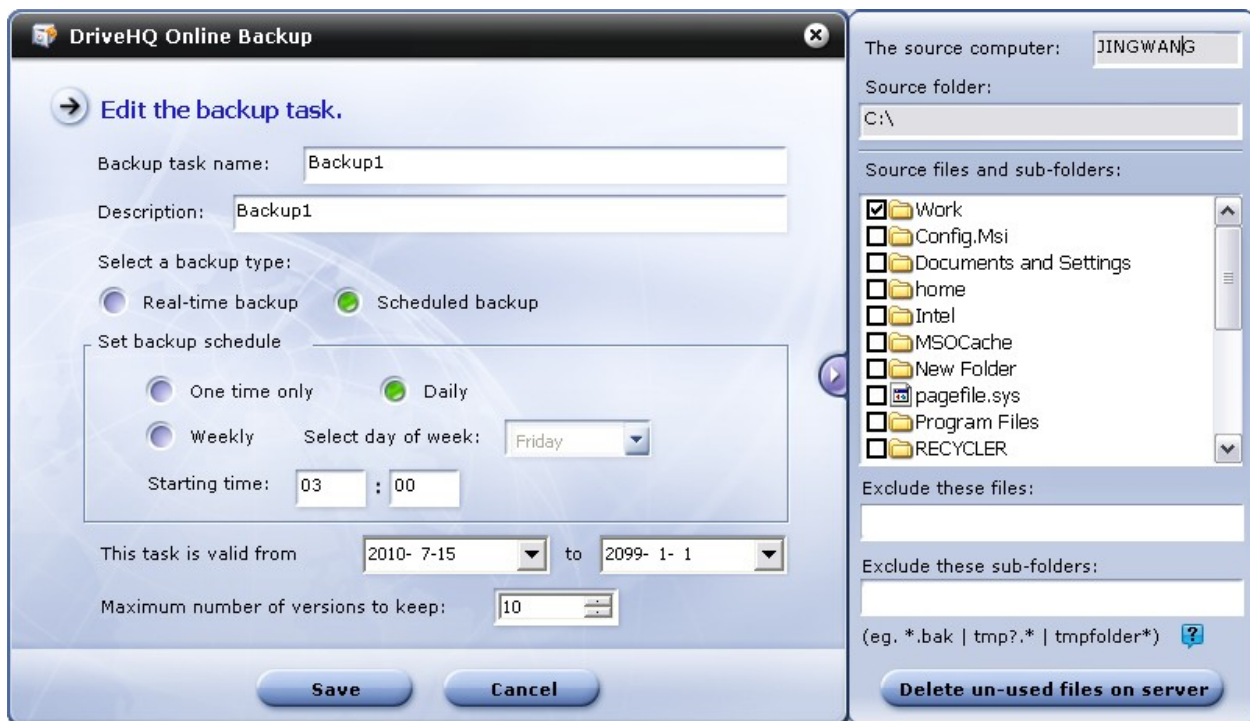 DriveHQ Online Backup
Edit the backup task.
Backup task name: Backup1
Description: Backup1
Select a backup type:
Real-time backup Scheduled backup
Set backup schedule
One time only Daily
Weekly Select day of week: Friday
Starting time: 03 : 00
This task is valid from 2010- 7-15 to 2099- 1- 1
Maximum number of versions to keep: 10
Save Cancel
The source computer: JINGWANG
Source folder:
C:\
Source files and sub-folders:
Work
Config.Msi
Documents and Settings
home
Intel
MSOCache
New Folder
pagefile.sys
Program Files
RECYCLER
Exclude these files:
Exclude these sub-folders:
(eg. *.bak | tmp?.* | tmpfolder*) ?
Delete un-used files on server